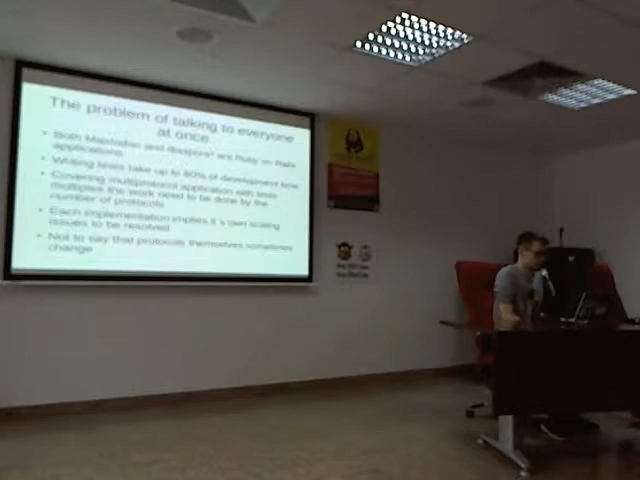 The problem of talking to everyone
at once
• Both Mastodon and diaspora* are Ruby on Rails
applications
• Writing tests take up to 80% of development time
• Covering multiprotocol application with tests
multiplies the work need to be done by the
number of protocols
• Each implementation implies it's own scaling
issues to be resolved
• Not to say that protocols themselves sometimes
change